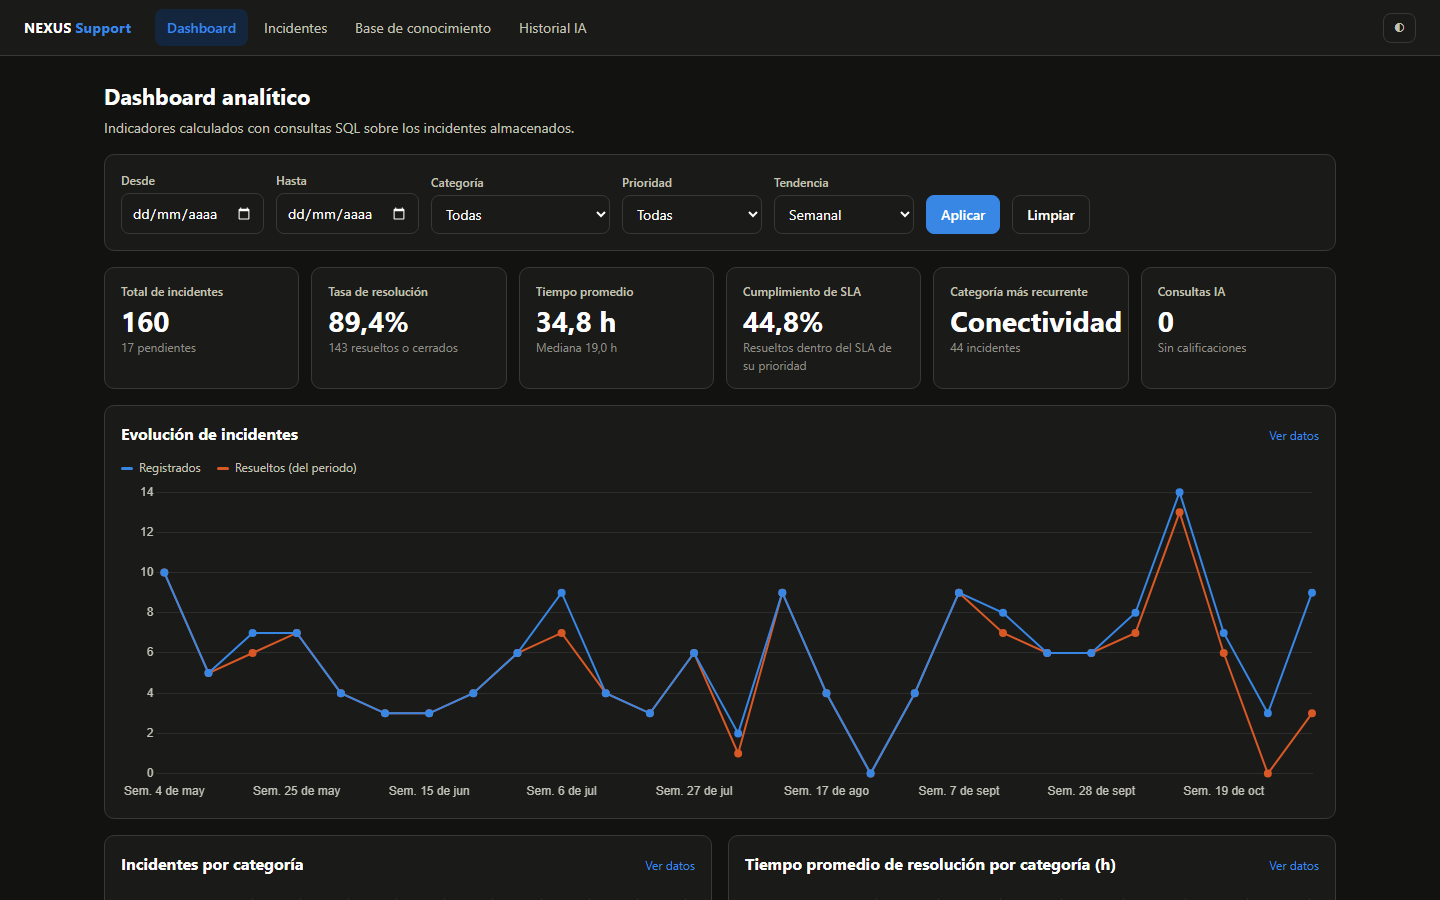 NEXUS Support
Dashboard
Incidentes
Base de conocimiento
Historial IA
Dashboard analítico
Indicadores calculados con consultas SQL sobre los incidentes almacenados.
Desde
Hasta
Categoría
Prioridad
Tendencia
dd/mm/aaaa
dd/mm/aaaa
Todas
Todas
Semanal
Aplicar
Limpiar
Total de incidentes
160
17 pendientes
Tasa de resolución
89,4%
143 resueltos o cerrados
Tiempo promedio
34,8 h
Mediana 19,0 h
Cumplimiento de SLA
44,8%
Resueltos dentro del SLA de
su prioridad
Categoría más recurrente
Conectividad
44 incidentes
Consultas IA
0
Sin calificaciones
Evolución de incidentes
Ver datos
Registrados
Resueltos (del periodo)
14
12
10
8
6
4
2
0
Sem. 4 de may
Sem. 25 de may
Sem. 15 de jun
Sem. 6 de jul
Sem. 27 de jul
Sem. 17 de ago
Sem. 7 de sept
Sem. 28 de sept
Sem. 19 de oct
Incidentes por categoría
Ver datos
Tiempo promedio de resolución por categoría (h)
Ver datos